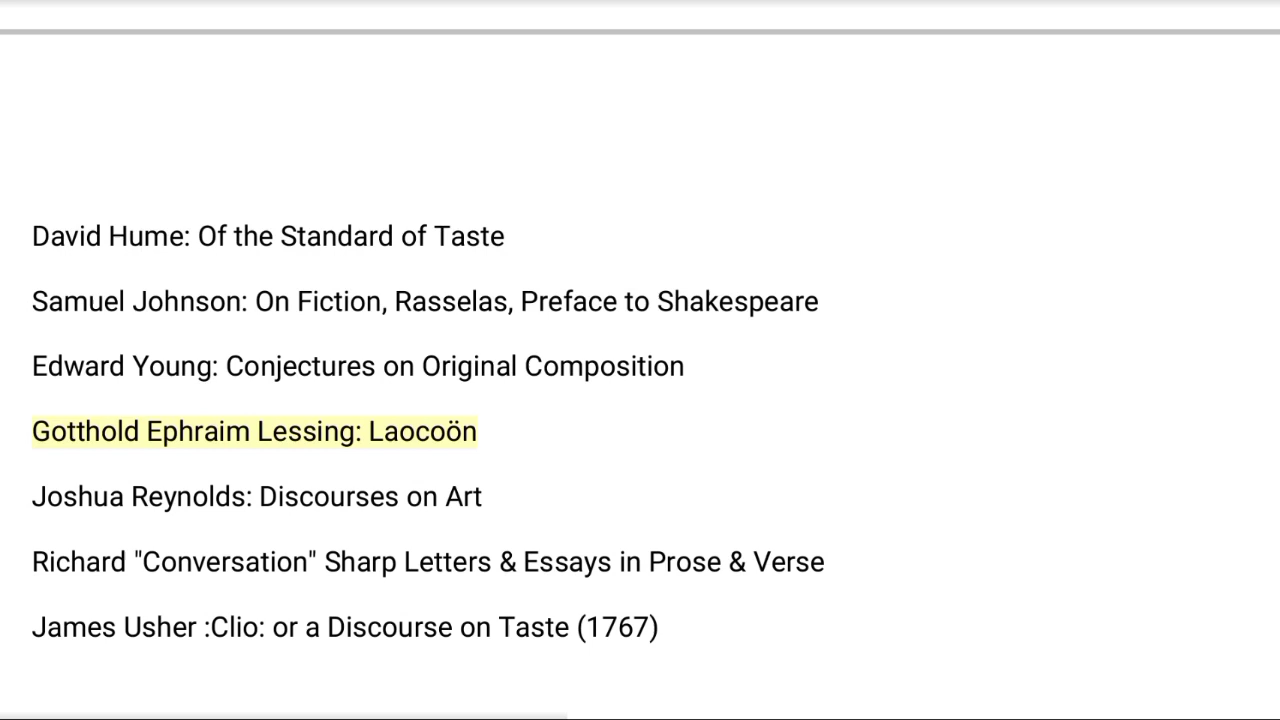 David Hume: Of the Standard of Taste
Samuel Johnson: On Fiction, Rasselas, Preface to Shakespeare
Edward Young: Conjectures on Original Composition
Gotthold Ephraim Lessing: Laocoön
Joshua Reynolds: Discourses on Art
Richard "Conversation" Sharp Letters & Essays in Prose & Verse
James Usher :Clio: or a Discourse on Taste (1767)